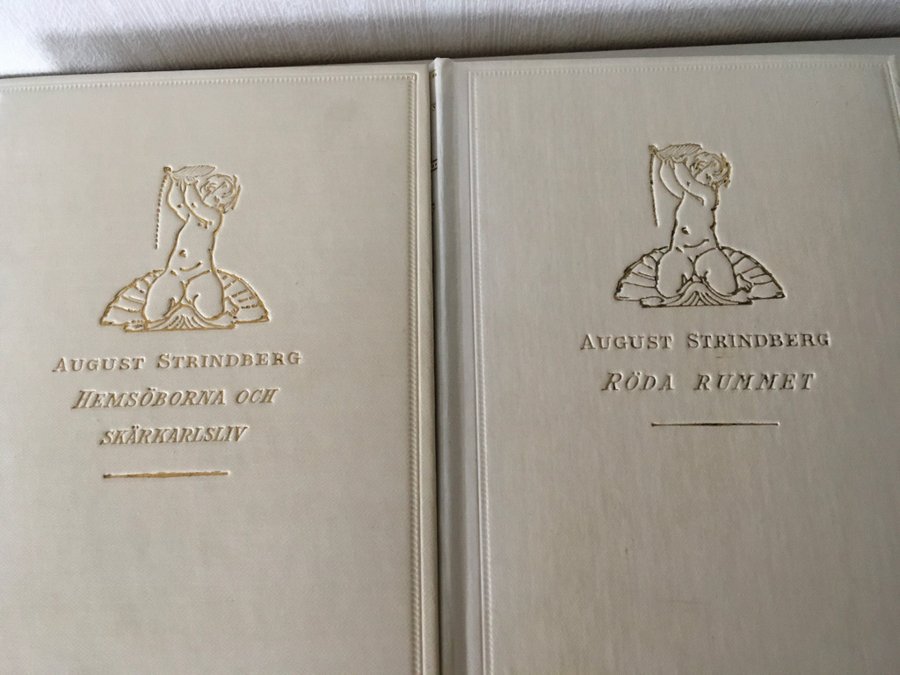 AUGUST STRINDBERG
HEMSÖBORNA OCH
SKÄRKARLSLIV
AUGUST STRINDBERG
RÖDA RUMMET